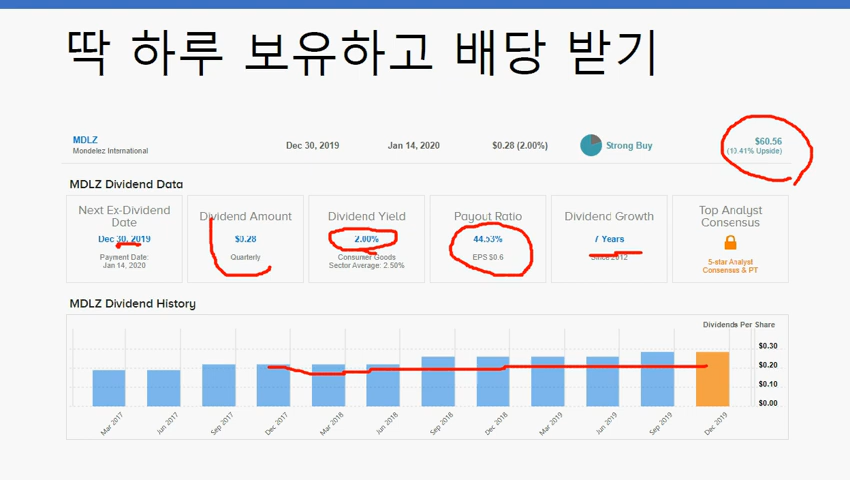 딱 하루 보유하고 배당 받기
MDLZ
Mondelez International
Dec 30, 2019
Jan 14, 2020
$0.28 (2.00%)
Strong Buy
$60.56
(10.41% Upside)
MDLZ Dividend Data
Next Ex-Dividend
Date
Dec 30, 2019
Payment Date:
Jan 14, 2020
Dividend Amount
$0.28
Quarterly
Dividend Yield
2.00%
Consumer Goods
Sector Average: 2.50%
Payout Ratio
44.53%
EPS $0.6
Dividend Growth
7 Years
Since 2012
Top Analyst
Consensus
5-star Analyst
Consensus & PT
MDLZ Dividend History
Dividends Per Share
$0.30
$0.20
$0.10
$0.00
Mar 2017
Jun 2017
Sep 2017
Dec 2017
Mar 2018
Jun 2018
Sep 2018
Dec 2018
Mar 2019
Jun 2019
Sep 2019
Dec 2019